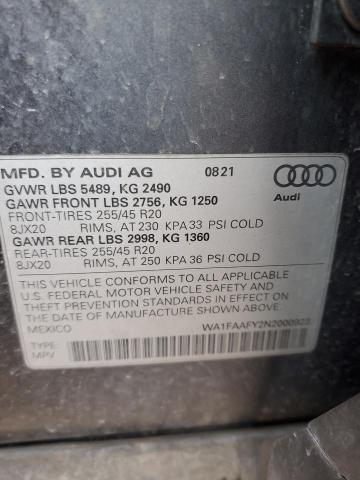 MFD. BY AUDI AG 0821
GVWR LBS 5489, KG 2490
GAWR FRONT LBS 2756, KG 1250
FRONT-TIRES 255/45 R20
8JX20 RIMS, AT 230 KPA 33 PSI COLD
GAWR REAR LBS 2998, KG 1360
REAR-TIRES 255/45 R20
8JX20 RIMS, AT 250 KPA 36 PSI COLD
Audi
THIS VEHICLE CONFORMS TO ALL APPLICABLE
U.S. FEDERAL MOTOR VEHICLE SAFETY AND
THEFT PREVENTION STANDARDS IN EFFECT ON
THE DATE OF MANUFACTURE SHOWN ABOVE
MEXICO WA1FAAFY2N2000923
TYPE:
MPV